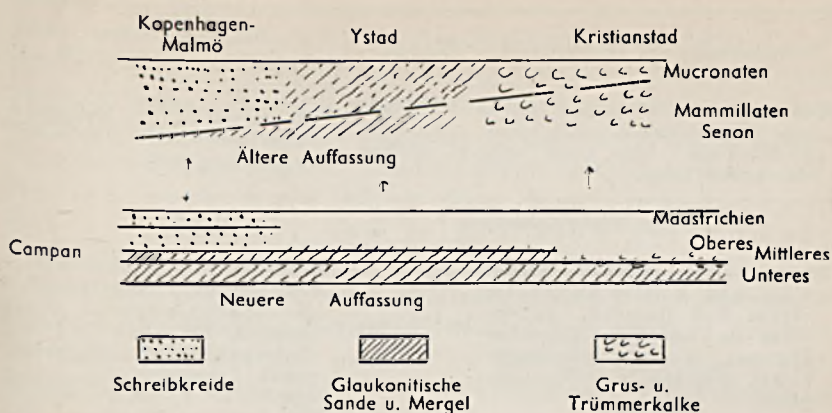 Kopenhagen-
Malmö
Ystad
Kristianstad
Mucronaten
Mammillaten
Senon
Ältere Auffassung
Maastrichien
Oberes
Campan
Mittleres
Unteres
Neuere Auffassung
Schreibkreide
Glaukonitische
Sande u. Mergel
Grus- u.
Trümmerkalke